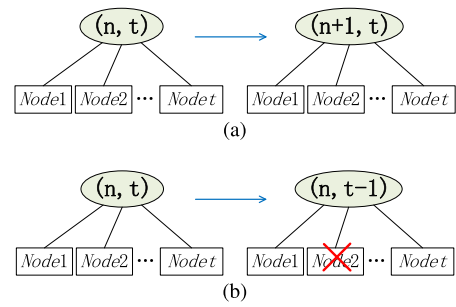 (n, t) (n+1, t)
Node1 Node2 ··· Nodet Node1 Node2 ··· Nodet
(a)
(n, t) (n, t-1)
Node1 Node2 ··· Nodet Node1 Node2 ··· Nodet
(b)